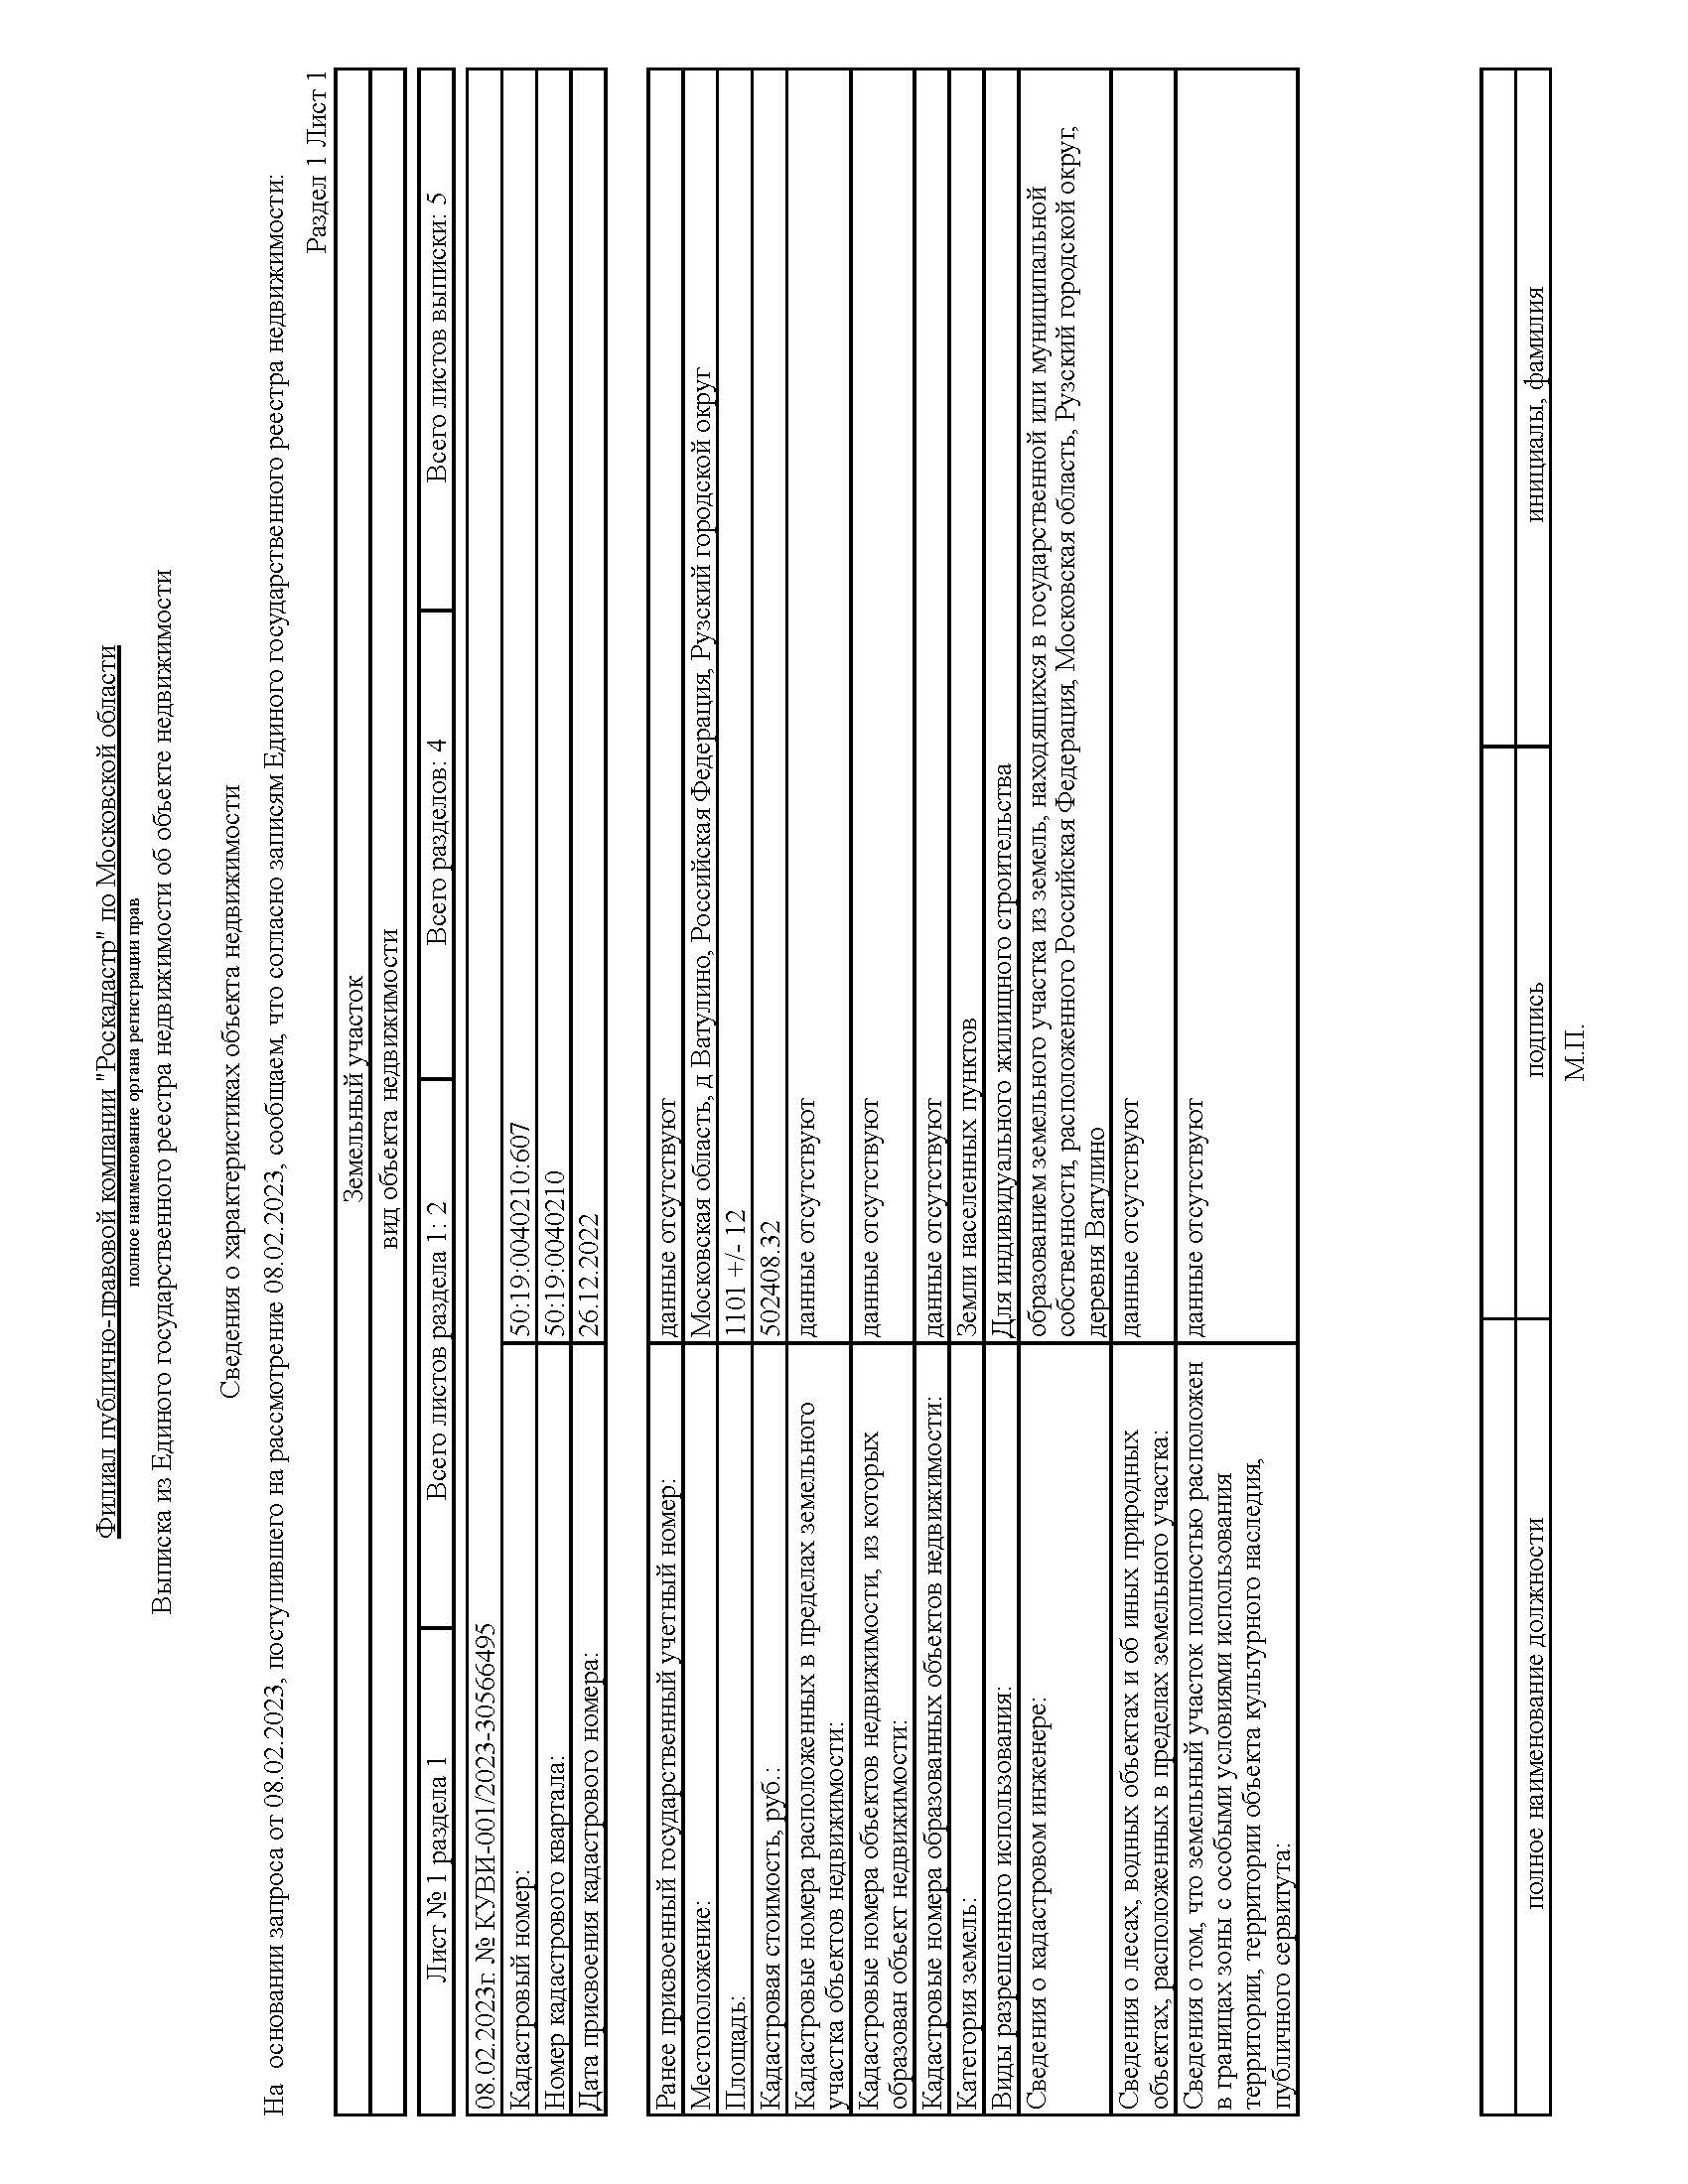 Филиал публично-правовой компании "Роскадастр" по Московской области
полное наименование органа регистрации прав
Выписка из Единого государственного реестра недвижимости об объекте недвижимости
Сведения о характеристиках объекта недвижимости
На основании запроса от 08.02.2023, поступившего на рассмотрение 08.02.2023, сообщаем, что согласно записям Единого государственного реестра недвижимости:
Раздел 1 Лист 1
Земельный участок
вид объекта недвижимости
Лист № 1 раздела 1
Всего листов раздела 1: 2
Всего разделов: 4
Всего листов выписки: 5
08.02.2023г. № КУВИ-001/2023-30566495
Кадастровый номер:
50:19:0040210:607
Номер кадастрового квартала:
50:19:0040210
Дата присвоения кадастрового номера:
26.12.2022
Ранее присвоенный государственный учетный номер:
данные отсутствуют
Местоположение:
Московская область, д Ватулино, Российская Федерация, Рузский городской округ
Площадь:
1101 +/- 12
Кадастровая стоимость, руб.:
502408.32
Кадастровые номера расположенных в пределах земельного
участка объектов недвижимости:
данные отсутствуют
Кадастровые номера объектов недвижимости, из которых
образован объект недвижимости:
данные отсутствуют
Кадастровые номера образованных объектов недвижимости:
данные отсутствуют
Категория земель:
Земли населенных пунктов
Виды разрешенного использования:
Для индивидуального жилищного строительства
Сведения о кадастровом инженере:
образованием земельного участка из земель, находящихся в государственной или муниципальной
собственности, расположенного Российская Федерация, Московская область, Рузский городской округ,
деревня Ватулино
Сведения о лесах, водных объектах и об иных природных
объектах, расположенных в пределах земельного участка:
данные отсутствуют
Сведения о том, что земельный участок полностью расположен
в границах зоны с особыми условиями использования
территории, территории объекта культурного наследия,
публичного сервитута:
данные отсутствуют
полное наименование должности
подпись
инициалы, фамилия
М.П.